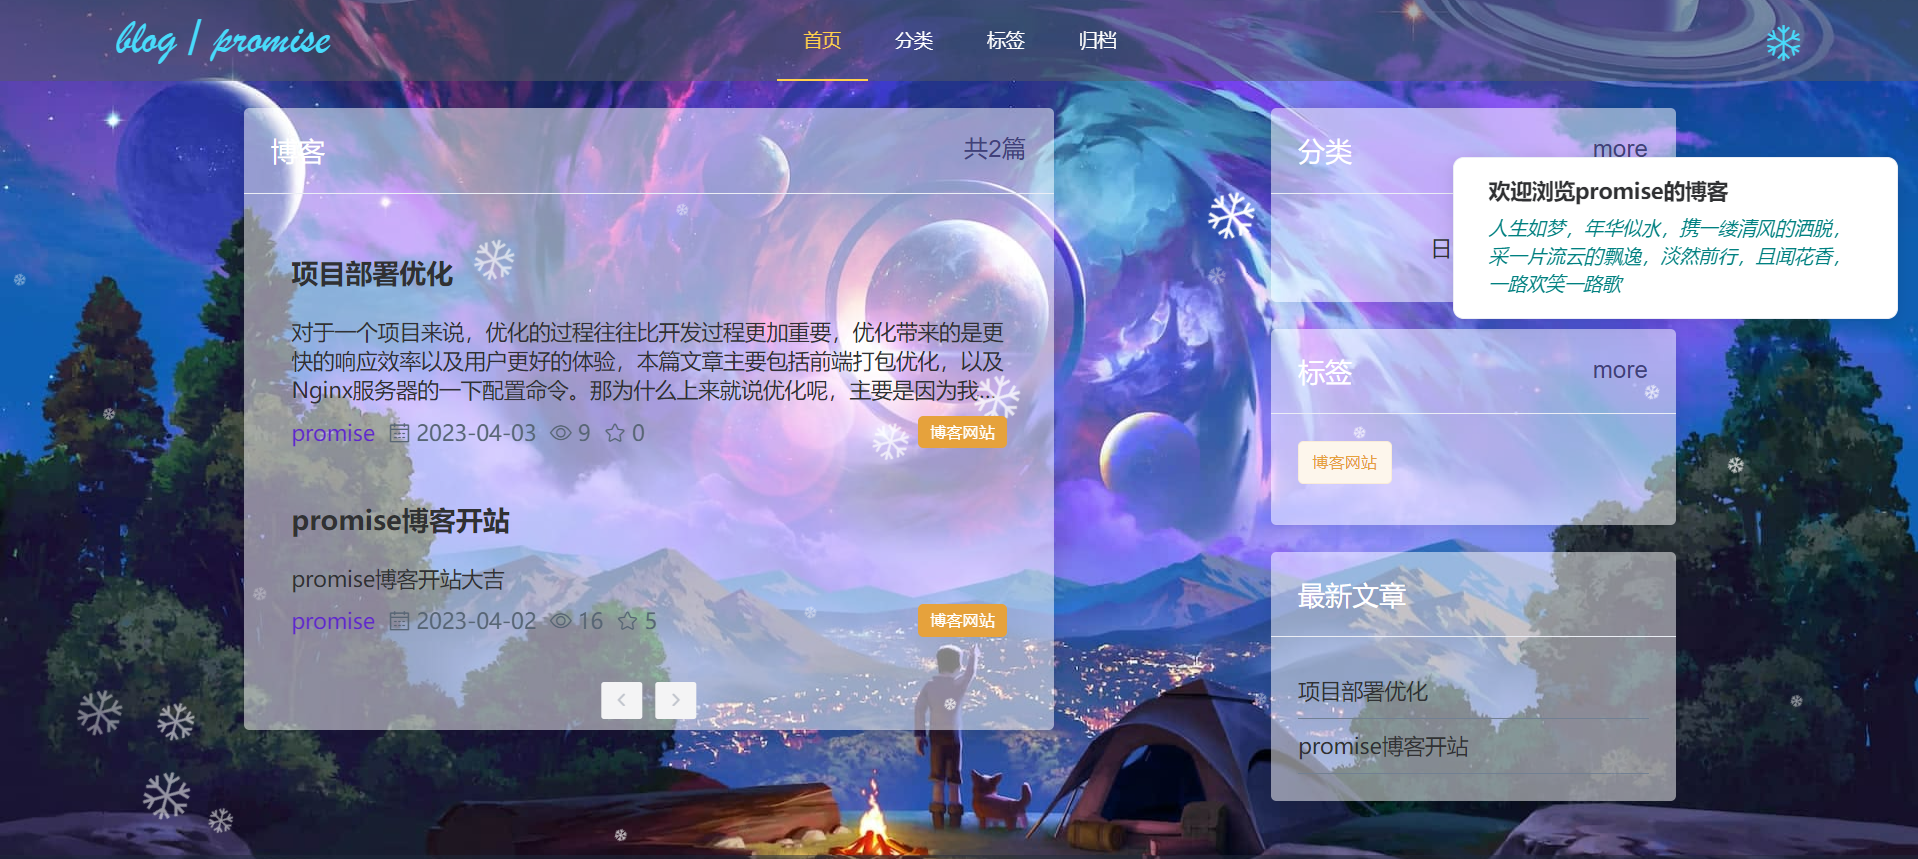 blog | promise
首页 分类 标签 归档
博客 共2篇
项目部署优化
对于一个项目来说，优化的过程往往比开发过程更加重要，优化带来的是更
快的响应效率以及用户更好的体验，本篇文章主要包括前端打包优化，以及
Nginx服务器的一下配置命令。那为什么上来就说优化呢，主要是因为我...
promise 2023-04-03 9 0 博客网站
promise博客开站
promise博客开站大吉
promise 2023-04-02 16 5 博客网站
分类 more
日
欢迎浏览promise的博客
人生如梦，年华似水，携一缕清风的洒脱，
采一片流云的飘逸，淡然前行，且闻花香，
一路欢笑一路歌
标签 more
博客网站
最新文章
项目部署优化
promise博客开站